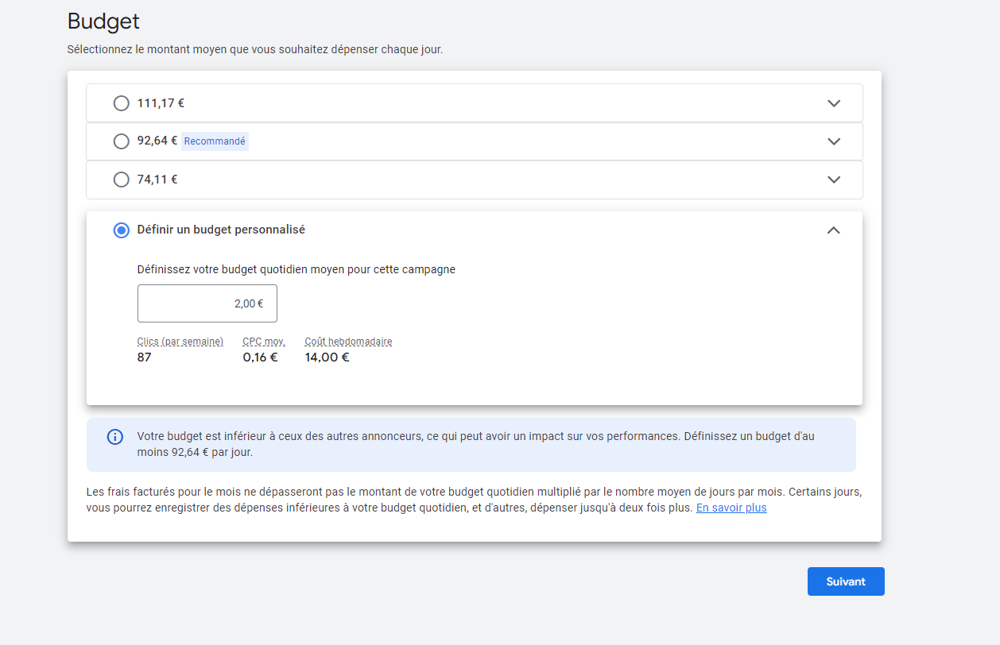 Budget
Sélectionnez le montant moyen que vous souhaitez dépenser chaque jour.
111,17 €
92,64 € Recommandé
74,11 €
Définir un budget personnalisé
Définissez votre budget quotidien moyen pour cette campagne
2,00 €
Clics (par semaine) CPC moy. Coût hebdomadaire
87 0,16 € 14,00 €
Votre budget est inférieur à ceux des autres annonceurs, ce qui peut avoir un impact sur vos performances. Définissez un budget d'au
moins 92,64 € par jour.
Les frais facturés pour le mois ne dépasseront pas le montant de votre budget quotidien multiplié par le nombre moyen de jours par mois. Certains jours,
vous pourrez enregistrer des dépenses inférieures à votre budget quotidien, et d'autres, dépenser jusqu'à deux fois plus. En savoir plus
Suivant